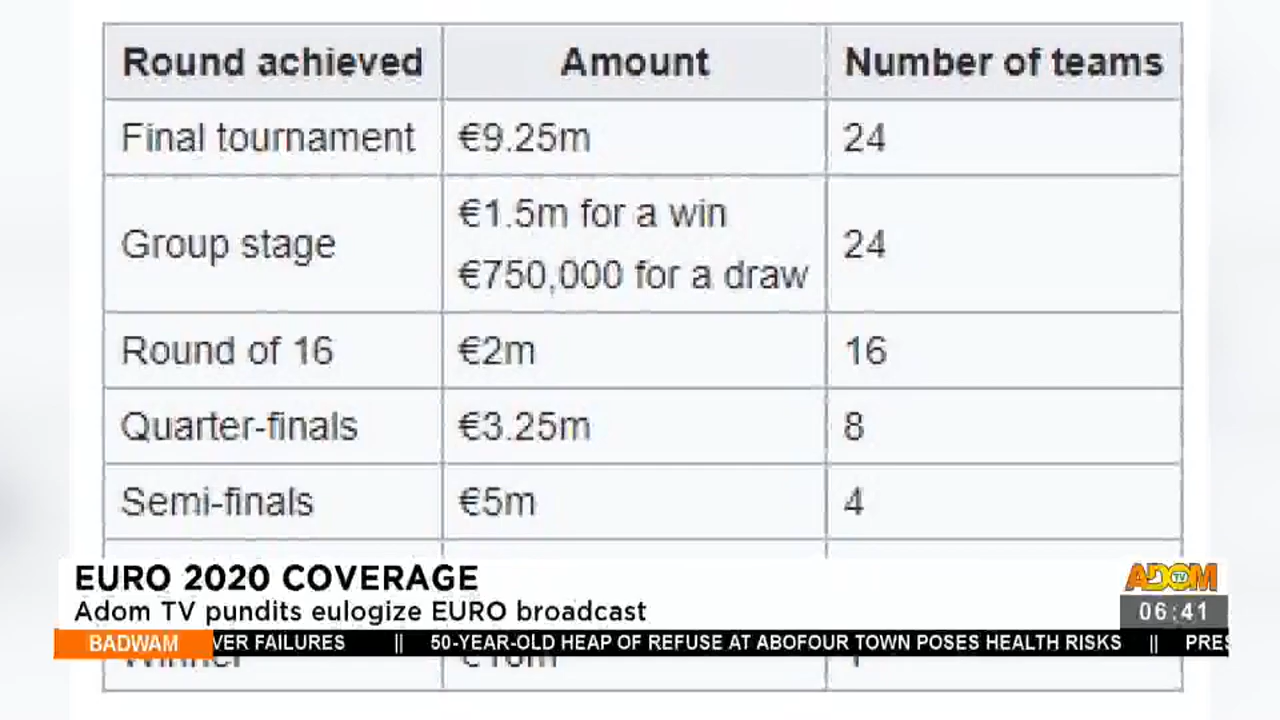 Round achieved Amount Number of teams
Final tournament €9.25m 24
Group stage €1.5m for a win €750,000 for a draw 24
Round of 16 €2m 16
Quarter-finals €3.25m 8
Semi-finals €5m 4
EURO 2020 COVERAGE
Adom TV pundits eulogize EURO broadcast
ADOM TV
06:41
BADWAM VER FAILURES || 50-YEAR-OLD HEAP OF REFUSE AT ABOFOUR TOWN POSES HEALTH RISKS || PRES